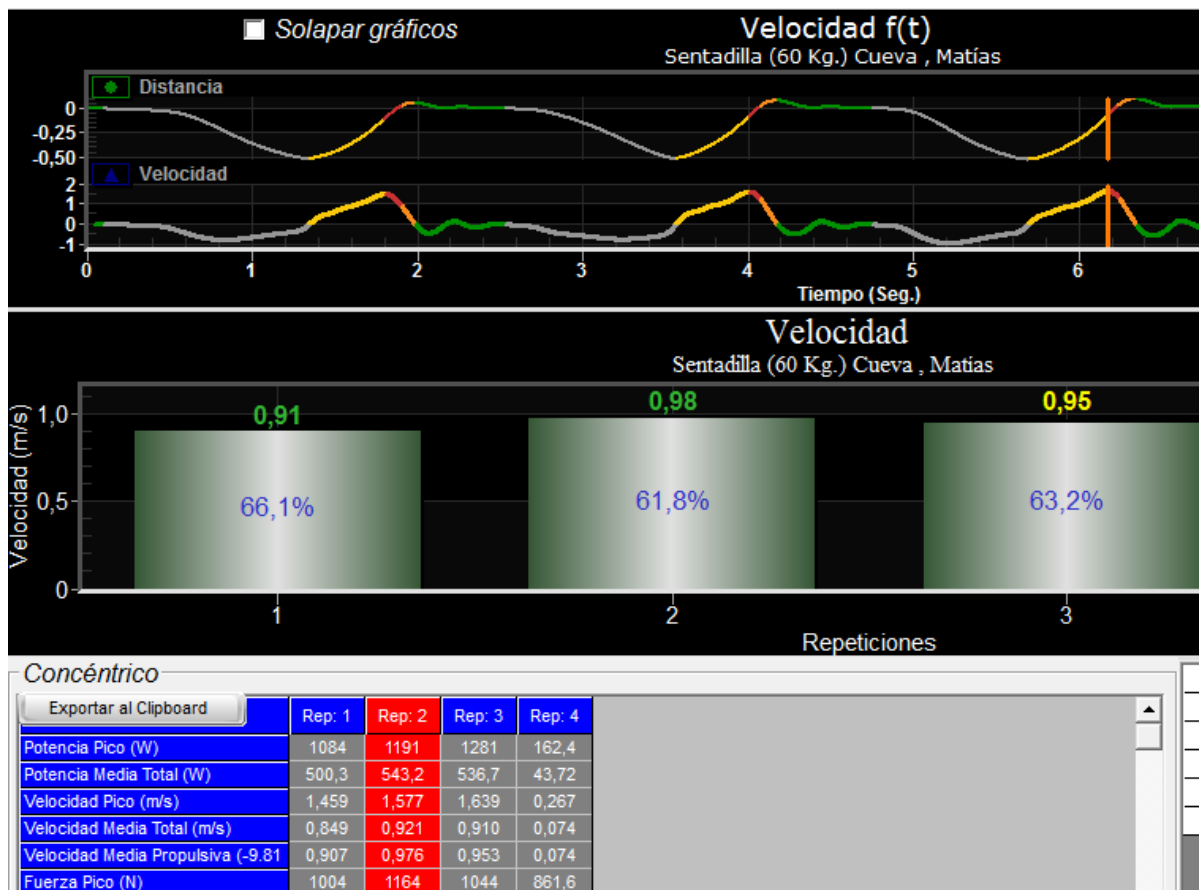 Solapar gráficos
Velocidad f(t)
Sentadilla (60 Kg.) Cueva , Matías
Distancia
0
-0,25
-0,50
Velocidad
2
1
0
-1
0 1 2 3 4 5 6
Tiempo (Seg.)
Velocidad
Sentadilla (60 Kg.) Cueva , Matias
Velocidad (m/s)
1,0
0,5
0
0,91 0,98 0,95
66,1% 61,8% 63,2%
1 2 3
Repeticiones
Concéntrico
Exportar al Clipboard
Rep: 1 Rep: 2 Rep: 3 Rep: 4
Potencia Pico (W) 1084 1191 1281 162,4
Potencia Media Total (W) 500,3 543,2 536,7 43,72
Velocidad Pico (m/s) 1,459 1,577 1,639 0,267
Velocidad Media Total (m/s) 0,849 0,921 0,910 0,074
Velocidad Media Propulsiva (-9.81 0,907 0,976 0,953 0,074
Fuerza Pico (N) 1004 1164 1044 861,6